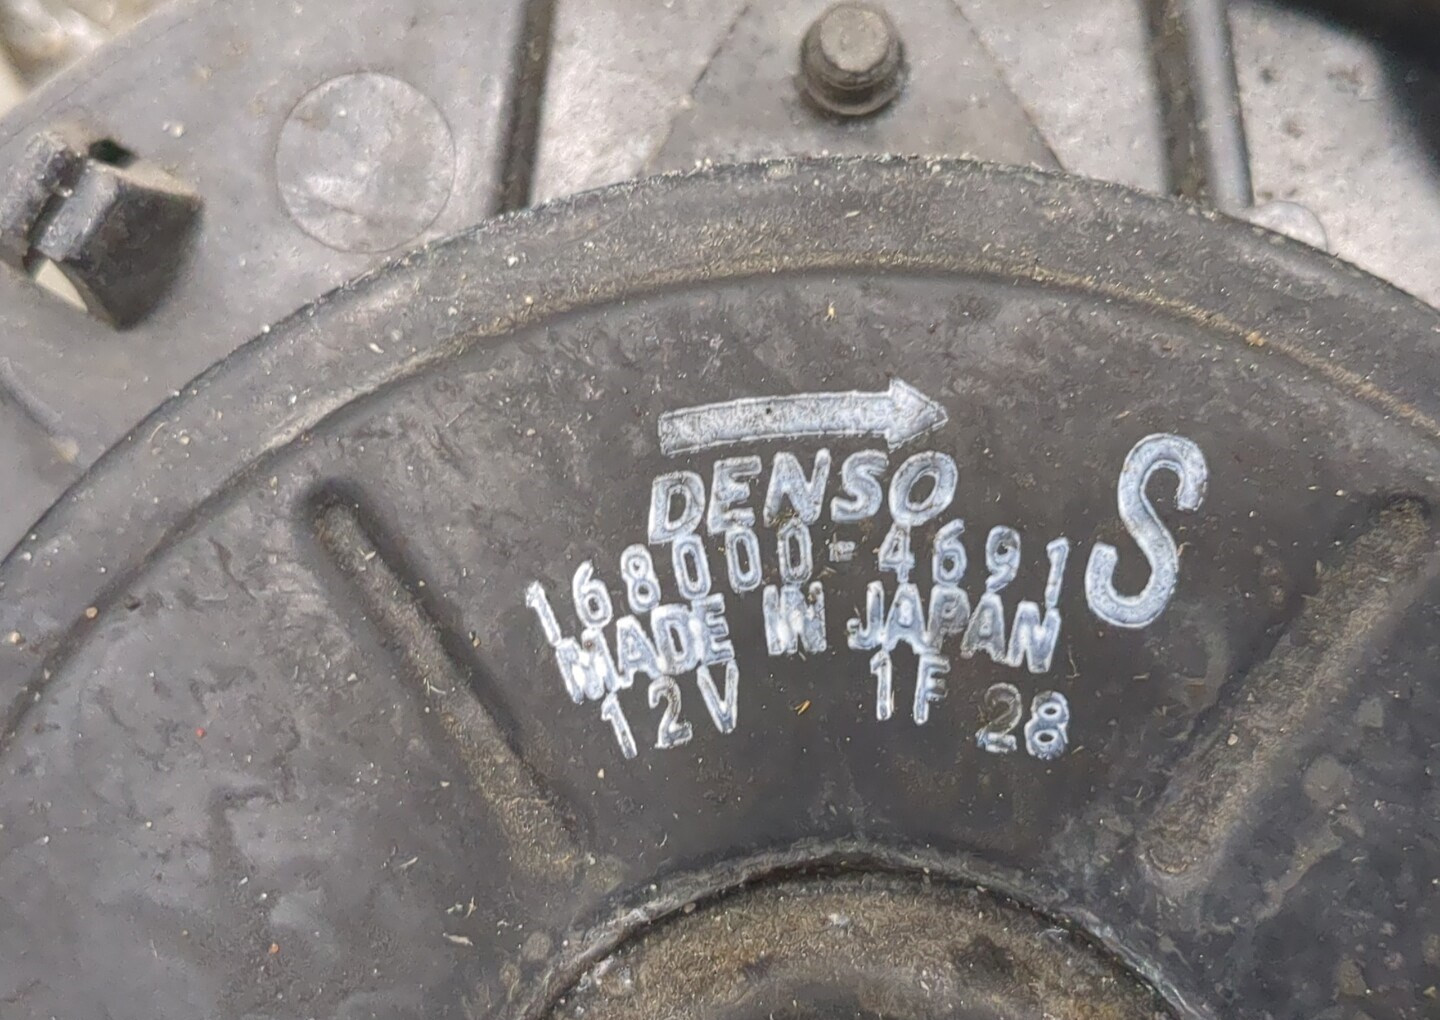 DENSO
168000-4691 S
MADE IN JAPAN
12V 1F 28